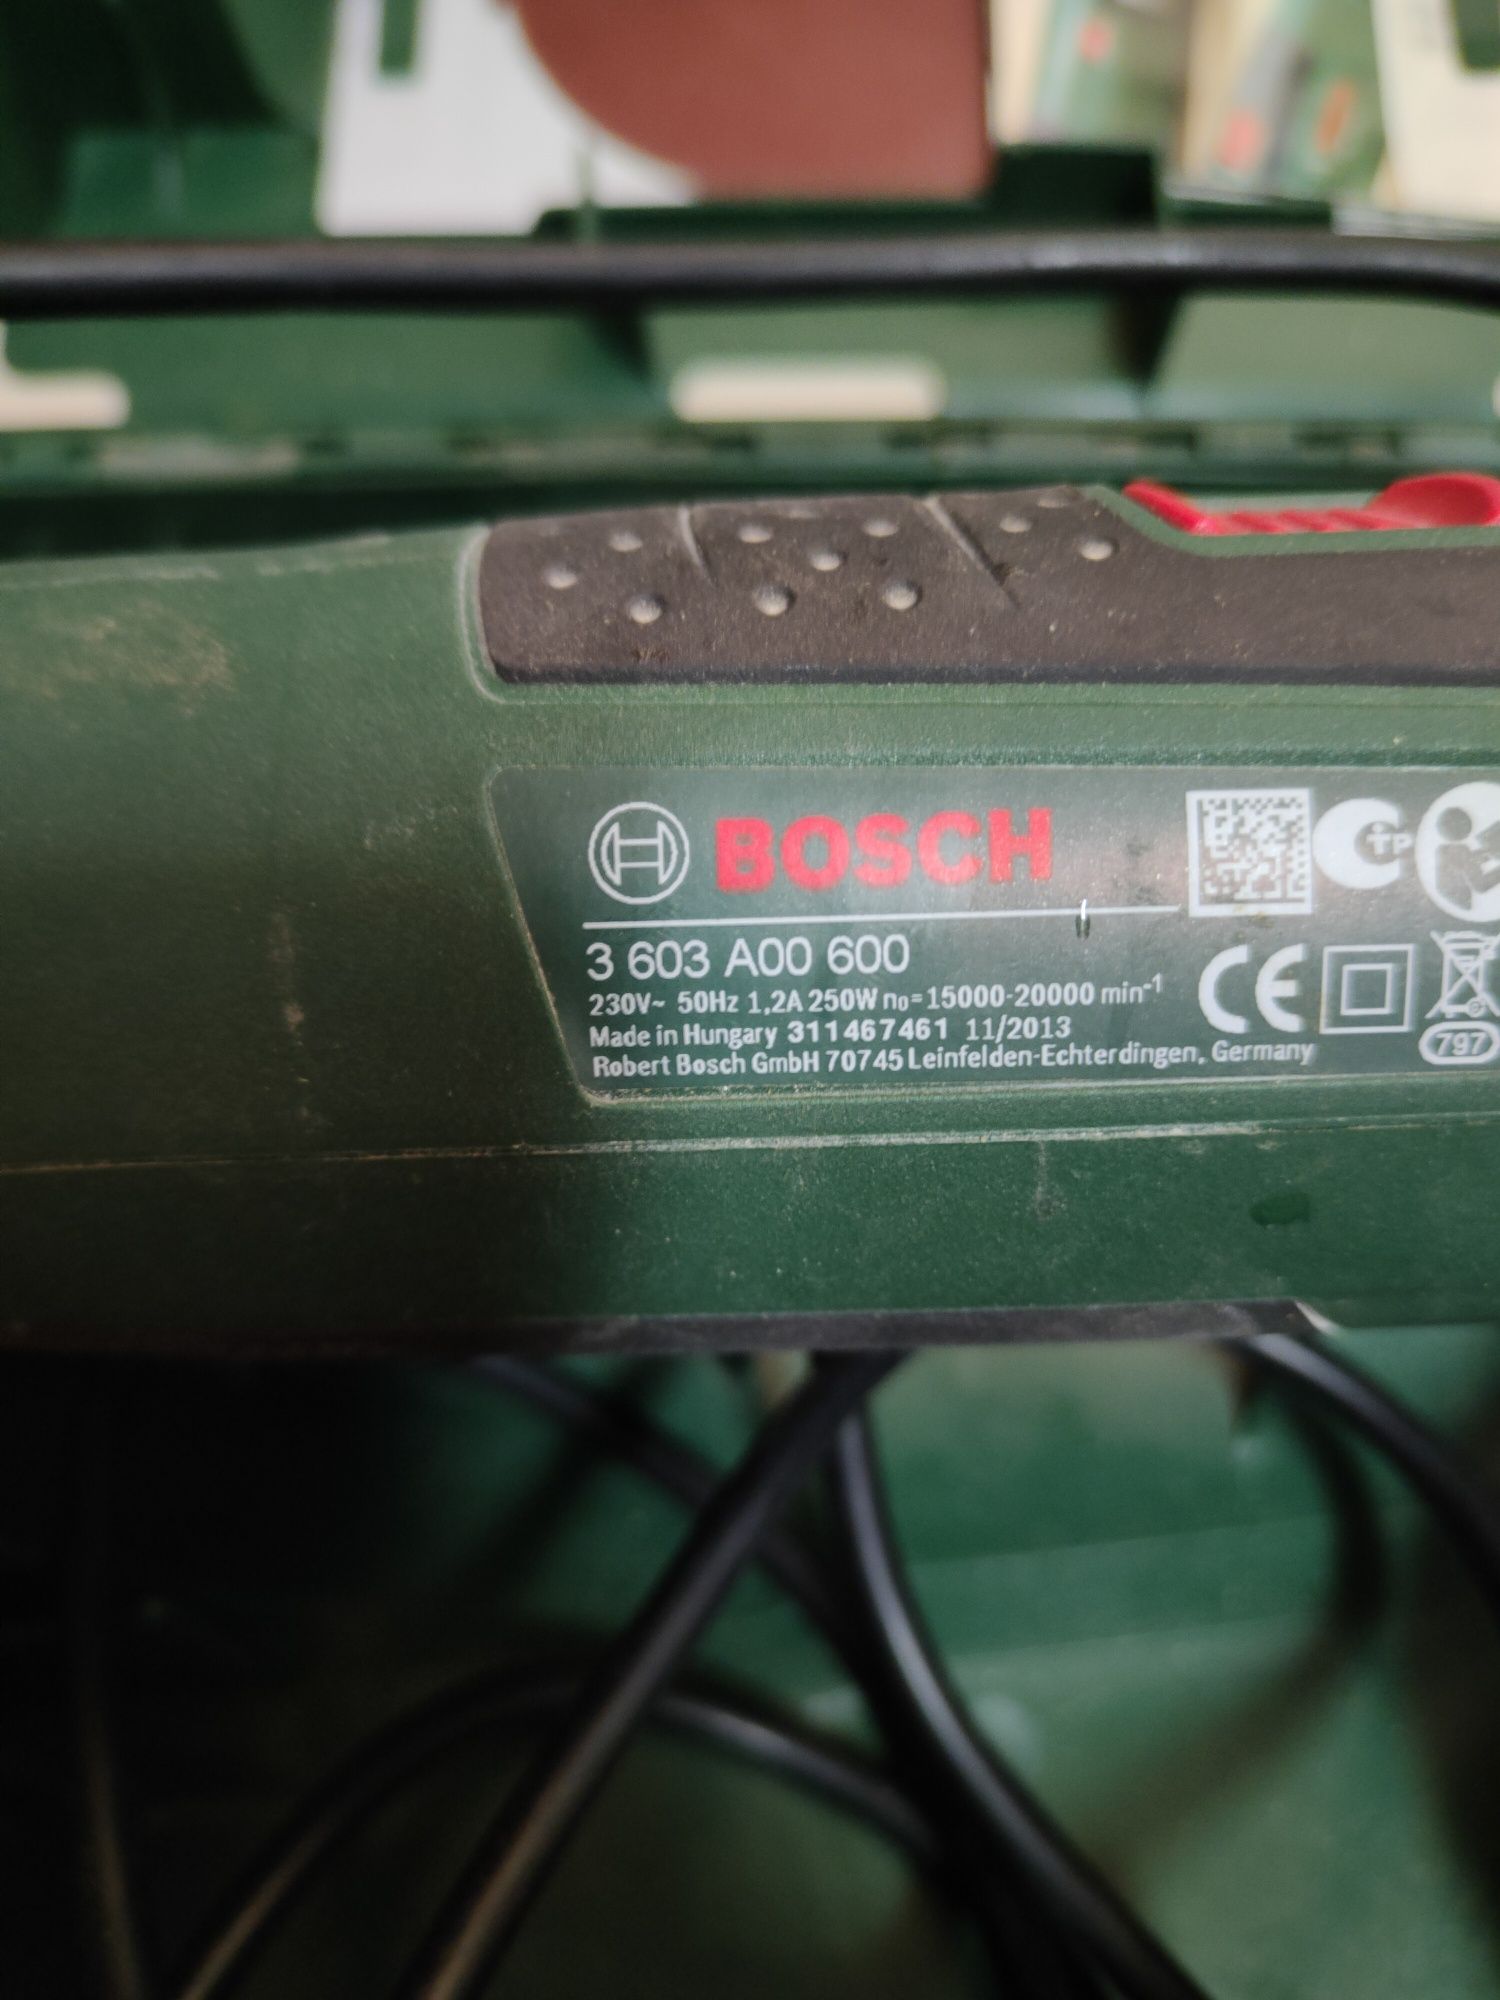 BOSCH
3 603 A00 600
230V~ 50Hz 1,2A 250W n₀=15000-20000 min⁻¹
Made in Hungary 311467461 11/2013
Robert Bosch GmbH 70745 Leinfelden-Echterdingen, Germany
TP
CE
797